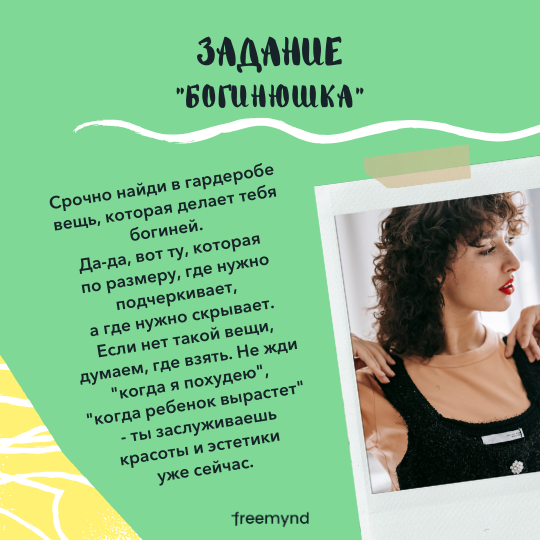 ЗАДАНИЕ
"БОГИНЮШКА"
Срочно найди в гардеробе
вещь, которая делает тебя
богиней.
Да-да, вот ту, которая
по размеру, где нужно
подчеркивает,
а где нужно скрывает.
Если нет такой вещи,
думаем, где взять. Не жди
"когда я похудею",
"когда ребенок вырастет"
- ты заслуживаешь
красоты и эстетики
уже сейчас.
freemynd